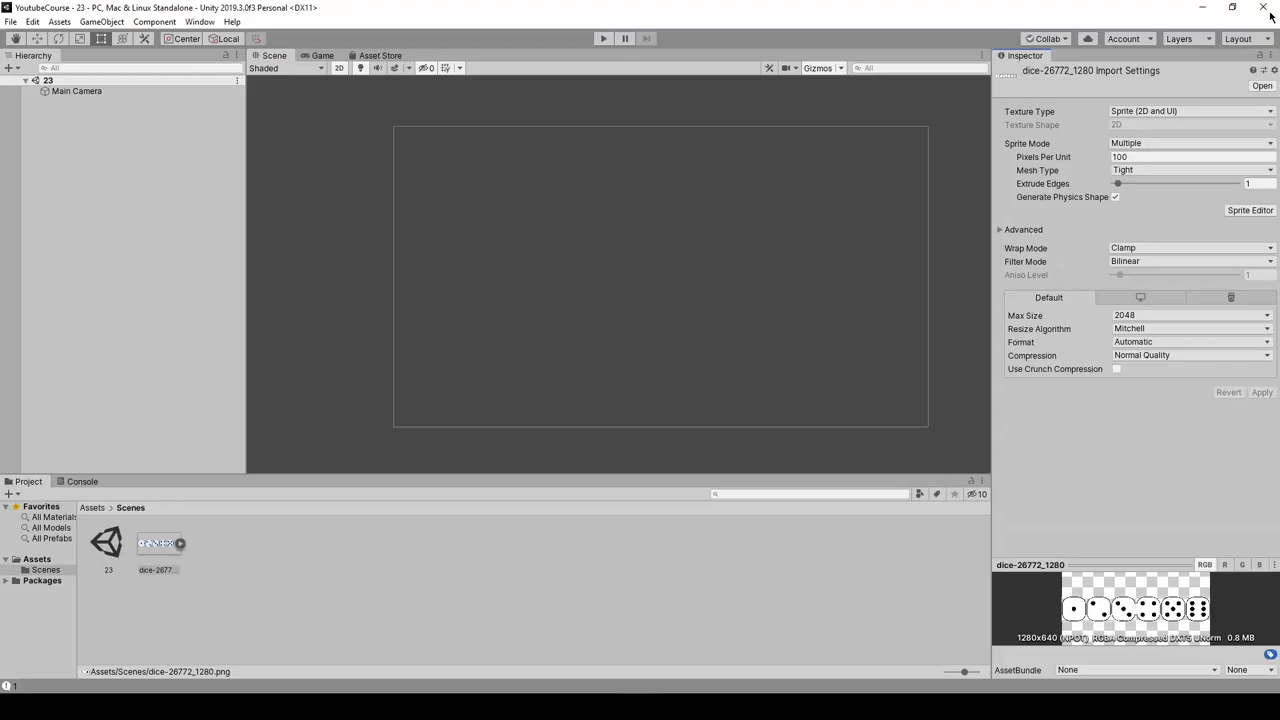 YoutubeCourse - 23 - PC, Mac & Linux Standalone - Unity 2019.3.0f3 Personal <DX11>
File Edit Assets GameObject Component Window Help
Center Local Collab Account Layers Layout
Hierarchy Scene Game Asset Store Inspector
All Shaded 2D 0 Gizmos All
23
Main Camera
dice-26772_1280 Import Settings
Open
Texture Type Sprite (2D and UI)
Texture Shape 2D
Sprite Mode Multiple
Pixels Per Unit 100
Mesh Type Tight
Extrude Edges 1
Generate Physics Shape
Sprite Editor
Advanced
Wrap Mode Clamp
Filter Mode Bilinear
Aniso Level 1
Default
Max Size 2048
Resize Algorithm Mitchell
Format Automatic
Compression Normal Quality
Use Crunch Compression
Revert Apply
Project Console
10
Favorites
All Materials
All Models
All Prefabs
Assets
Scenes
Packages
Assets > Scenes
23 dice-2677...
Assets/Scenes/dice-26772_1280.png
dice-26772_1280 RGB R G B
1280x640 (NPOT) RGBA Compressed DXT5 UNorm 0.8 MB
AssetBundle None None
1